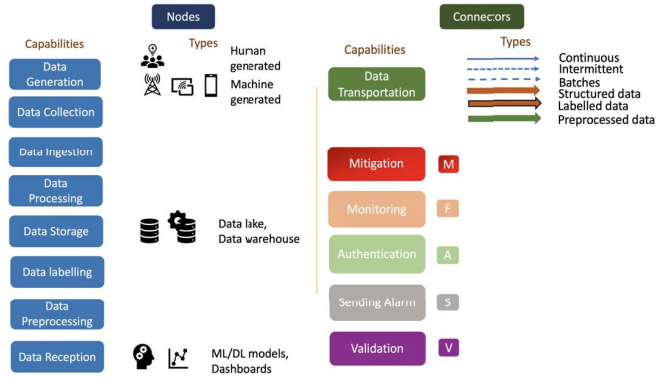 Nodes
Capabilities
Types
Data
Generation
Data Collection
Data Ingestion
Data
Processing
Data Storage
Data labelling
Data
Preprocessing
Data Reception
Human
generated
Machine
generated
Data lake,
Data warehouse
ML/DL models,
Dashboards
Connectors
Capabilities
Types
Data
Transportation
Mitigation
M
Monitoring
F
Authentication
A
Sending Alarm
S
Validation
V
Continuous
Intermittent
Batches
Structured data
Labelled data
Preprocessed data